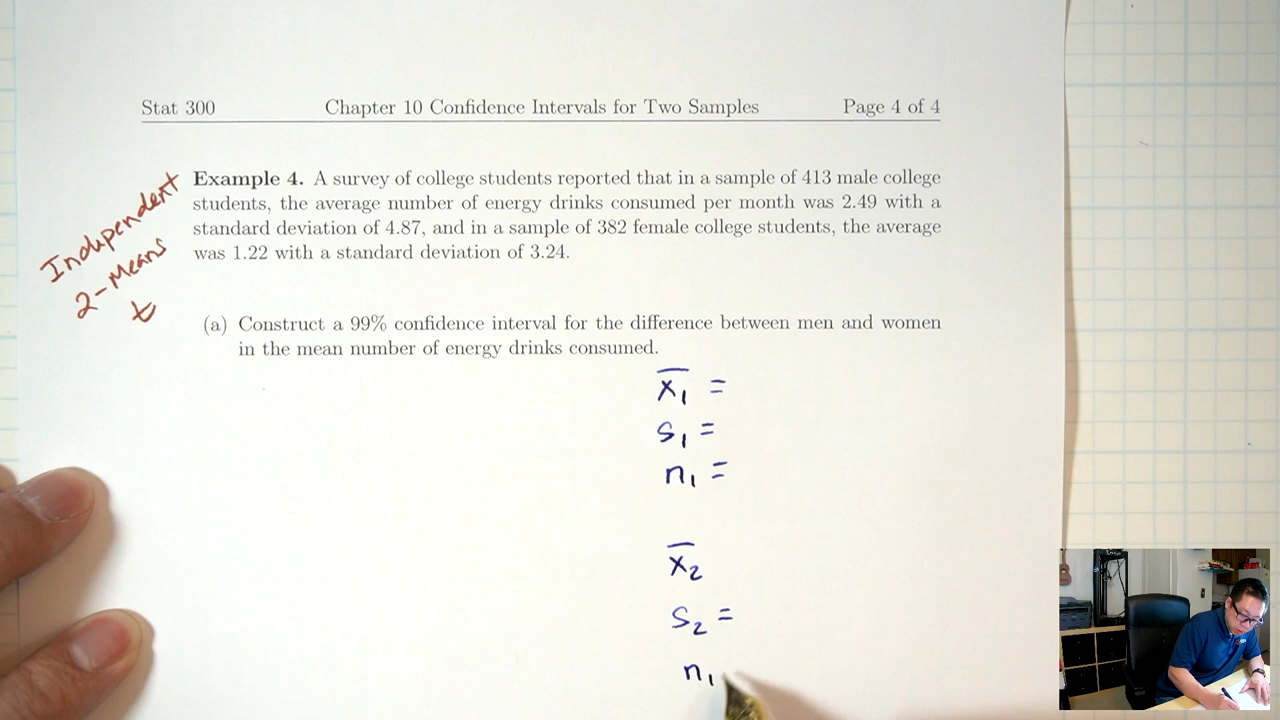 Stat 300 Chapter 10 Confidence Intervals for Two Samples Page 4 of 4
Independent
2-Means
t
Example 4. A survey of college students reported that in a sample of 413 male college
students, the average number of energy drinks consumed per month was 2.49 with a
standard deviation of 4.87, and in a sample of 382 female college students, the average
was 1.22 with a standard deviation of 3.24.
(a) Construct a 99% confidence interval for the difference between men and women
in the mean number of energy drinks consumed.
x̄₁ =
s₁ =
n₁ =
x̄₂
s₂ =
n₁